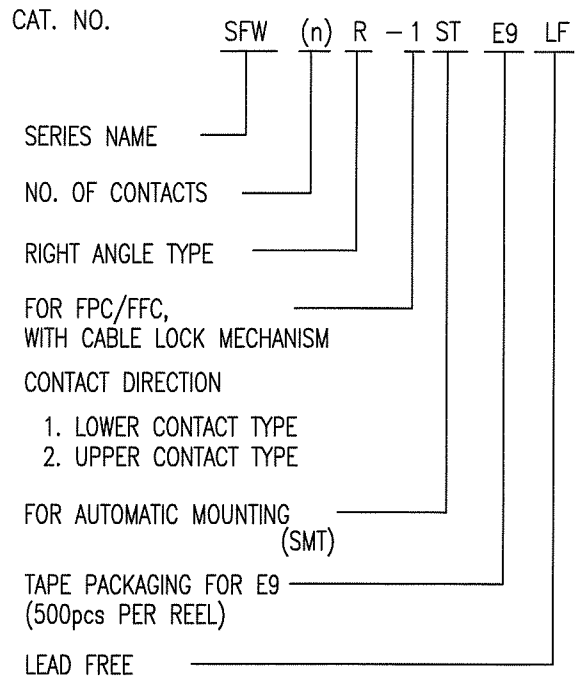 CAT. NO.
SFW (n) R -1 ST E9 LF
SERIES NAME
NO. OF CONTACTS
RIGHT ANGLE TYPE
FOR FPC/FFC,
WITH CABLE LOCK MECHANISM
CONTACT DIRECTION
1. LOWER CONTACT TYPE
2. UPPER CONTACT TYPE
FOR AUTOMATIC MOUNTING
(SMT)
TAPE PACKAGING FOR E9
(500pcs PER REEL)
LEAD FREE